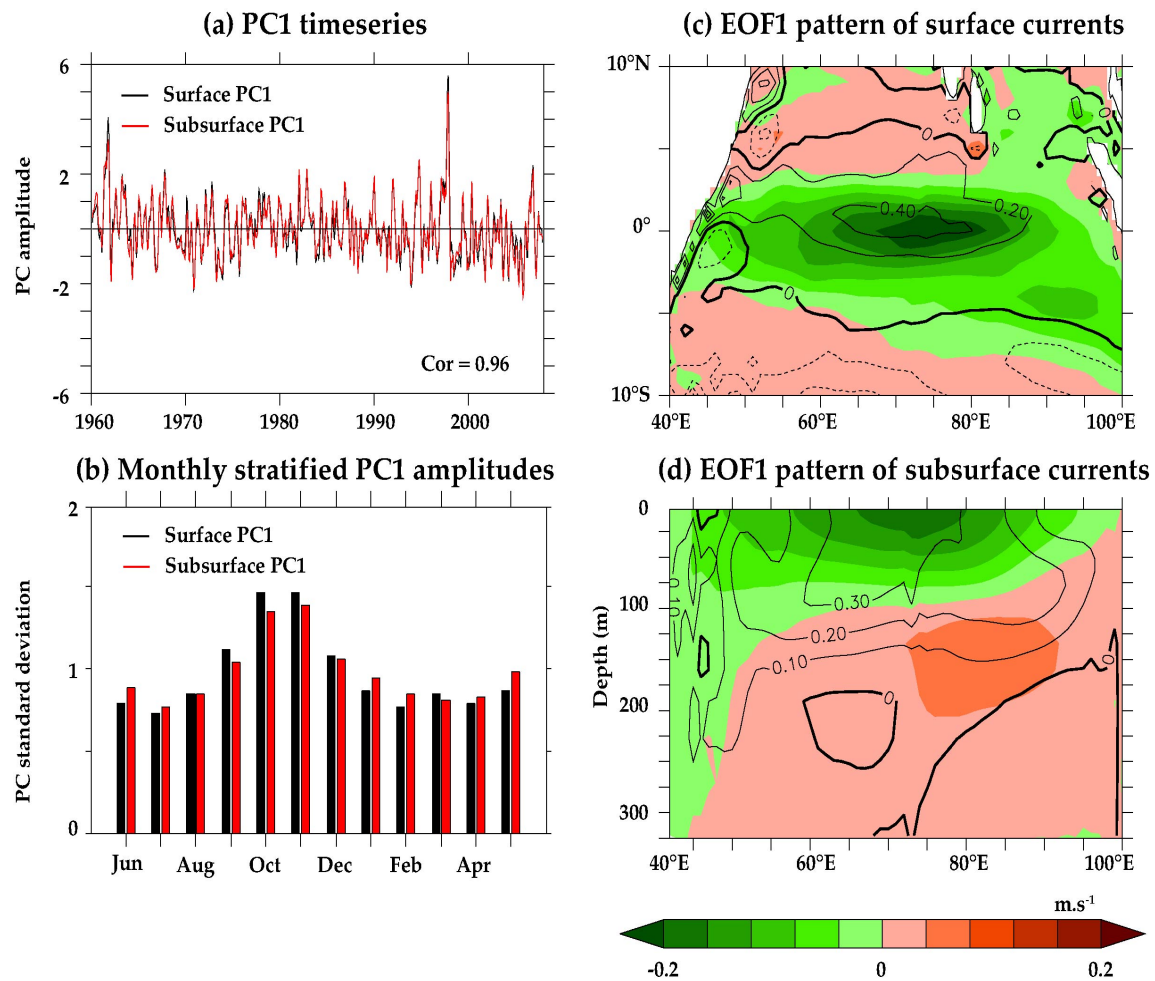 (a) PC1 timeseries
6
2
0
-2
-6
PC amplitude
Surface PC1
Subsurface PC1
Cor = 0.96
1960
1970
1980
1990
2000
(b) Monthly stratified PC1 amplitudes
2
1
0
PC standard deviation
Surface PC1
Subsurface PC1
Jun
Aug
Oct
Dec
Feb
Apr
(c) EOF1 pattern of surface currents
10°N
0°
10°S
0
0.40
0.20
0
40°E
60°E
80°E
100°E
(d) EOF1 pattern of subsurface currents
0
100
200
300
Depth (m)
0.10
0.30
0.20
0.10
0
0
40°E
60°E
80°E
100°E
m.s⁻¹
-0.2
0
0.2